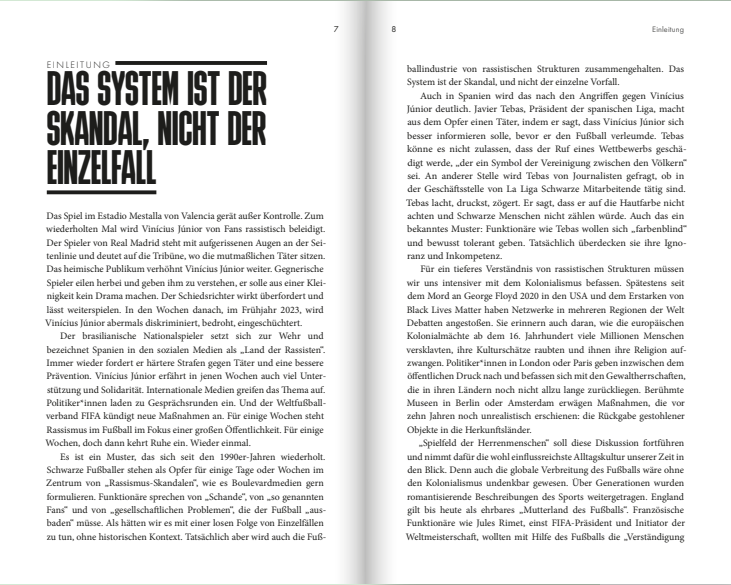 7
EINLEITUNG
DAS SYSTEM IST DER
SKANDAL, NICHT DER
EINZELFALL
Das Spiel im Estadio Mestalla von Valencia gerät außer Kontrolle. Zum
wiederholten Mal wird Vinícius Júnior von Fans rassistisch beleidigt.
Der Spieler von Real Madrid steht mit aufgerissenen Augen an der Sei-
tenlinie und deutet auf die Tribüne, wo die mutmaßlichen Täter sitzen.
Das heimische Publikum verhöhnt Vinícius Júnior weiter. Gegnerische
Spieler eilen herbei und geben ihm zu verstehen, er solle aus einer Klei-
nigkeit kein Drama machen. Der Schiedsrichter wirkt überfordert und
lässt weiterspielen. In den Wochen danach, im Frühjahr 2023, wird
Vinícius Júnior abermals diskriminiert, bedroht, eingeschüchtert.
Der brasilianische Nationalspieler setzt sich zur Wehr und
bezeichnet Spanien in den sozialen Medien als „Land der Rassisten“.
Immer wieder fordert er härtere Strafen gegen Täter und eine bessere
Prävention. Vinícius Júnior erfährt in jenen Wochen auch viel Unter-
stützung und Solidarität. Internationale Medien greifen das Thema auf.
Politiker*innen laden zu Gesprächsrunden ein. Und der Weltfußball-
verband FIFA kündigt neue Maßnahmen an. Für einige Wochen steht
Rassismus im Fußball im Fokus einer großen Öffentlichkeit. Für einige
Wochen, doch dann kehrt Ruhe ein. Wieder einmal.
Es ist ein Muster, das sich seit den 1990er-Jahren wiederholt.
Schwarze Fußballer stehen als Opfer für einige Tage oder Wochen im
Zentrum von „Rassismus-Skandalen“, wie es Boulevardmedien gern
formulieren. Funktionäre sprechen von „Schande“, von „so genannten
Fans“ und von „gesellschaftlichen Problemen“, die der Fußball „aus-
baden“ müsse. Als hätten wir es mit einer losen Folge von Einzelfällen
zu tun, ohne historischen Kontext. Tatsächlich aber wird auch die Fuß-
8
Einleitung
ballindustrie von rassistischen Strukturen zusammengehalten. Das
System ist der Skandal, und nicht der einzelne Vorfall.
Auch in Spanien wird das nach den Angriffen gegen Vinícius
Júnior deutlich. Javier Tebas, Präsident der spanischen Liga, macht
aus dem Opfer einen Täter, indem er sagt, dass Vinícius Júnior sich
besser informieren solle, bevor er den Fußball verleumde. Tebas
könne es nicht zulassen, dass der Ruf eines Wettbewerbs geschä-
digt werde, „der ein Symbol der Vereinigung zwischen den Völkern“
sei. An anderer Stelle wird Tebas von Journalisten gefragt, ob in
der Geschäftsstelle von La Liga Schwarze Mitarbeitende tätig sind.
Tebas lacht, druckst, zögert. Er sagt, dass er auf die Hautfarbe nicht
achten und Schwarze Menschen nicht zählen würde. Auch das ein
bekanntes Muster: Funktionäre wie Tebas wollen sich „farbenblind“
und bewusst tolerant geben. Tatsächlich überdecken sie ihre Igno-
ranz und Inkompetenz.
Für ein tieferes Verständnis von rassistischen Strukturen müssen
wir uns intensiver mit dem Kolonialismus befassen. Spätestens seit
dem Mord an George Floyd 2020 in den USA und dem Erstarken von
Black Lives Matter haben Netzwerke in mehreren Regionen der Welt
Debatten angestoßen. Sie erinnern auch daran, wie die europäischen
Kolonialmächte ab dem 16. Jahrhundert viele Millionen Menschen
versklavten, ihre Kulturschätze raubten und ihnen ihre Religion auf-
zwangen. Politiker*innen in London oder Paris geben inzwischen dem
öffentlichen Druck nach und befassen sich mit den Gewaltherrschaften,
die in ihren Ländern noch nicht allzu lange zurückliegen. Berühmte
Museen in Berlin oder Amsterdam erwägen Maßnahmen, die vor
zehn Jahren noch unrealistisch erschienen: die Rückgabe gestohlener
Objekte in die Herkunftsländer.
„Spielfeld der Herrenmenschen“ soll diese Diskussion fortführen
und nimmt dafür die wohl einflussreichste Alltagskultur unserer Zeit in
den Blick. Denn auch die globale Verbreitung des Fußballs wäre ohne
den Kolonialismus undenkbar gewesen. Über Generationen wurden
romantisierende Beschreibungen des Sports weitergetragen. England
gilt bis heute als ehrbares „Mutterland des Fußballs“. Französische
Funktionäre wie Jules Rimet, einst FIFA-Präsident und Initiator der
Weltmeisterschaft, wollten mit Hilfe des Fußballs die „Verständigung